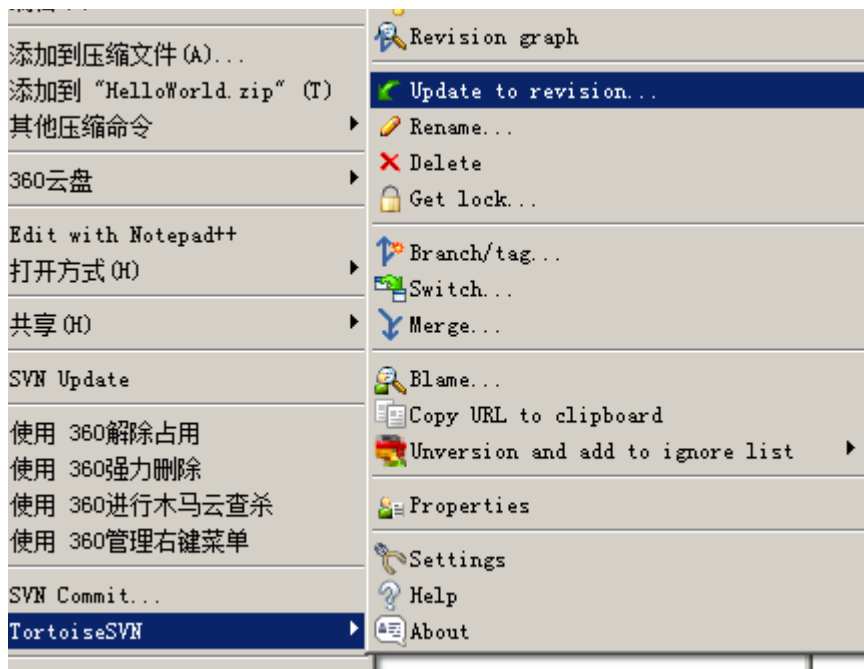 添加到压缩文件(A)...
添加到 "HelloWorld.zip" (T)
其他压缩命令
360云盘
Edit with Notepad++
打开方式(H)
共享(H)
SVN Update
使用 360解除占用
使用 360强力删除
使用 360进行木马云查杀
使用 360管理右键菜单
SVN Commit...
TortoiseSVN
Revision graph
Update to revision...
Rename...
Delete
Get lock...
Branch/tag...
Switch...
Merge...
Blame...
Copy URL to clipboard
Unversion and add to ignore list
Properties
Settings
Help
About